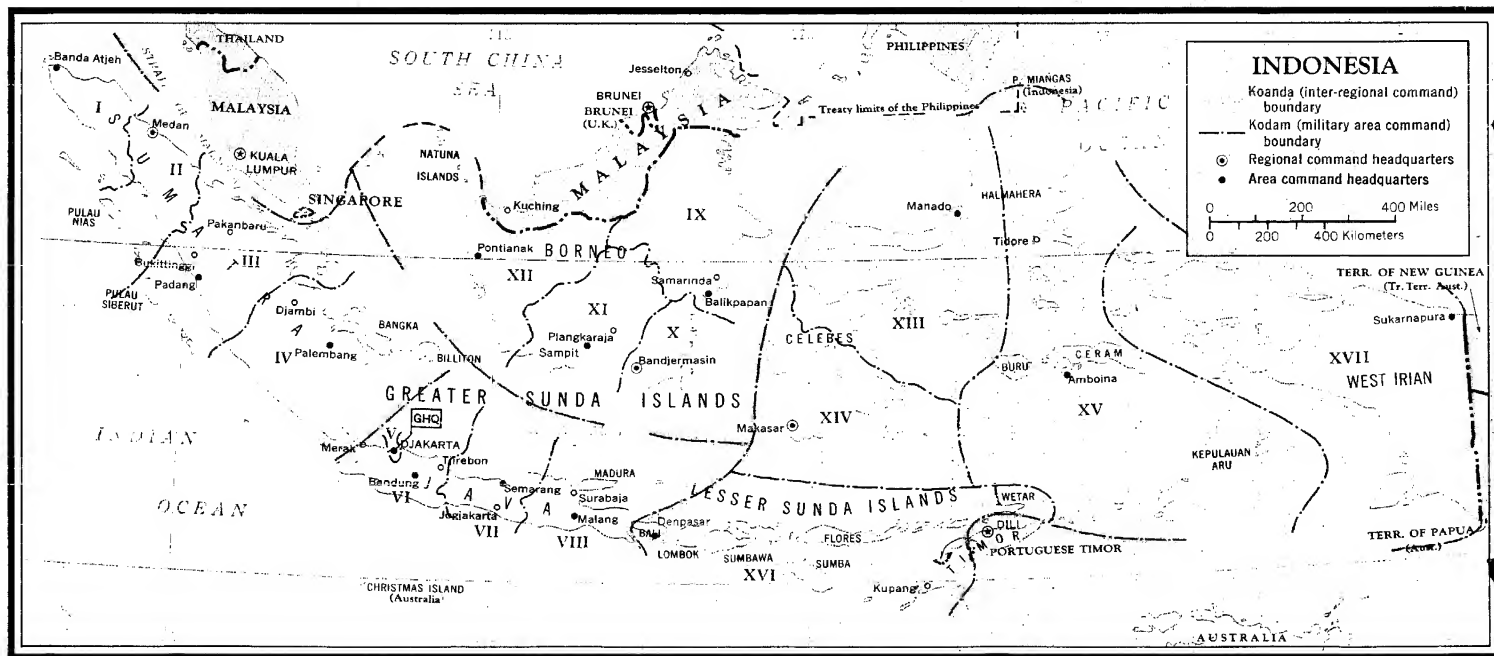 THAILAND
SOUTH CHINA
SEA
PHILIPPINES
Banda Atjeh
Jesselton
P. MIANGAS
(Indonesia)
MALAYSIA
BRUNEI
BRUNEI
(U.K.)
Treaty limits of the Philippines
PACIFIC
I
SUMATRA
Medan
II
KUALA
LUMPUR
NATUNA
ISLANDS
MALAYSIA
SINGAPORE
Kuching
IX
HALMAHERA
Manado
PULAU
NIAS
Pakanbaru
Pontianak
BORNEO
Tidore
Bukittinggi
III
Padang
PULAU
SIBERUT
XII
Samarinda
Balikpapan
Djambi
BANGKA
XI
X
XIII
IV
Palembang
BILLITON
Plangkaraja
Sampit
Bandjermasin
CELEBES
BURU
CERAM
Amboina
XV
GREATER SUNDA ISLANDS
GHQ
V
Merak
DJAKARTA
Tjirebon
Makasar
XIV
INDIAN
OCEAN
Bandung
VI
JAVA
Semarang
MADURA
Surabaja
Jogjakarta
VII
Malang
VIII
LESSER SUNDA ISLANDS
WETAR
Denpasar
BALI
LOMBOK
SUMBAWA
XVI
FLORES
SUMBA
DILI
TIMOR
PORTUGUESE TIMOR
Kupang
CHRISTMAS ISLAND
(Australia)
KEPULAUAN
ARU
TERR. OF NEW GUINEA
(Tr. Terr. Aust.)
Sukarnapura
XVII
WEST IRIAN
TERR. OF PAPUA
(Aust.)
AUSTRALIA
INDONESIA
Koanda (inter-regional command)
boundary
Kodam (military area command)
boundary
Regional command headquarters
Area command headquarters
0 200 400 Miles
0 200 400 Kilometers